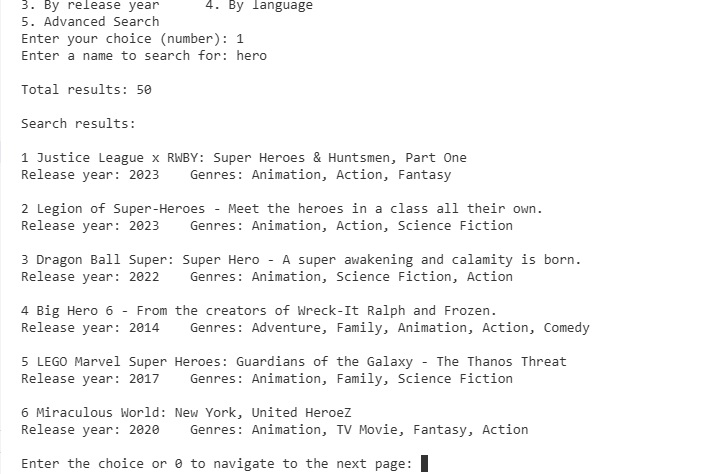 3. By release year      4. By language
5. Advanced Search
Enter your choice (number): 1
Enter a name to search for: hero
Total results: 50
Search results:
1 Justice League x RWBY: Super Heroes & Huntsmen, Part One
Release year: 2023    Genres: Animation, Action, Fantasy
2 Legion of Super-Heroes - Meet the heroes in a class all their own.
Release year: 2023    Genres: Animation, Action, Science Fiction
3 Dragon Ball Super: Super Hero - A super awakening and calamity is born.
Release year: 2022    Genres: Animation, Science Fiction, Action
4 Big Hero 6 - From the creators of Wreck-It Ralph and Frozen.
Release year: 2014    Genres: Adventure, Family, Animation, Action, Comedy
5 LEGO Marvel Super Heroes: Guardians of the Galaxy - The Thanos Threat
Release year: 2017    Genres: Animation, Family, Science Fiction
6 Miraculous World: New York, United HeroeZ
Release year: 2020    Genres: Animation, TV Movie, Fantasy, Action
Enter the choice or 0 to navigate to the next page: